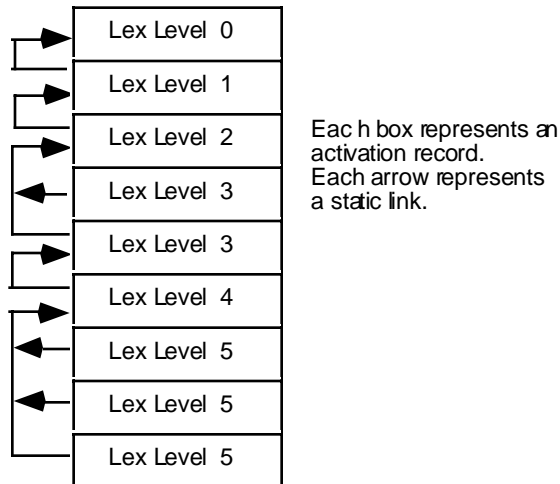 Lex Level 0
Lex Level 1
Lex Level 2
Lex Level 3
Lex Level 3
Lex Level 4
Lex Level 5
Lex Level 5
Lex Level 5
Eac h box represents an
activation record.
Each arrow represents
a static link.